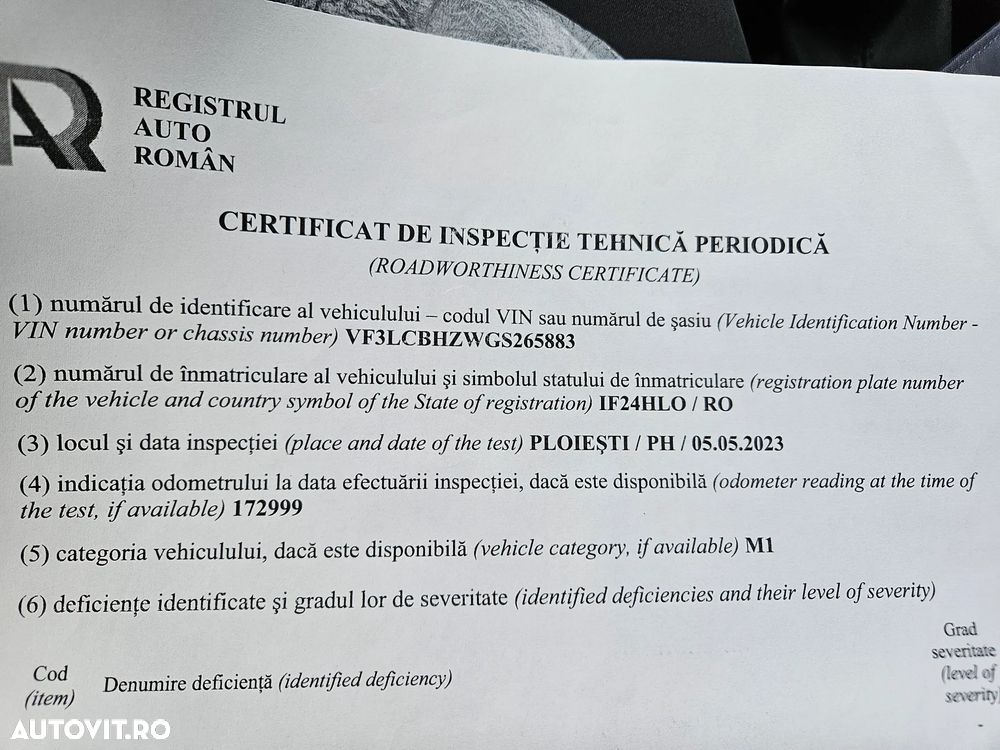 AR
REGISTRUL
AUTO
ROMÂN
CERTIFICAT DE INSPECȚIE TEHNICĂ PERIODICĂ
(ROADWORTHINESS CERTIFICATE)
(1) numărul de identificare al vehiculului – codul VIN sau numărul de șasiu (Vehicle Identification Number -
VIN number or chassis number) VF3LCBHZWGS265883
(2) numărul de înmatriculare al vehiculului și simbolul statului de înmatriculare (registration plate number
of the vehicle and country symbol of the State of registration) IF24HLO / RO
(3) locul și data inspecției (place and date of the test) PLOIEȘTI / PH / 05.05.2023
(4) indicația odometrului la data efectuării inspecției, dacă este disponibilă (odometer reading at the time of
the test, if available) 172999
(5) categoria vehiculului, dacă este disponibilă (vehicle category, if available) M1
(6) deficiențe identificate și gradul lor de severitate (identified deficiencies and their level of severity)
Cod
(item)
Denumire deficiență (identified deficiency)
Grad
severitate
(level of
severity)
-
AUTOVIT.RO